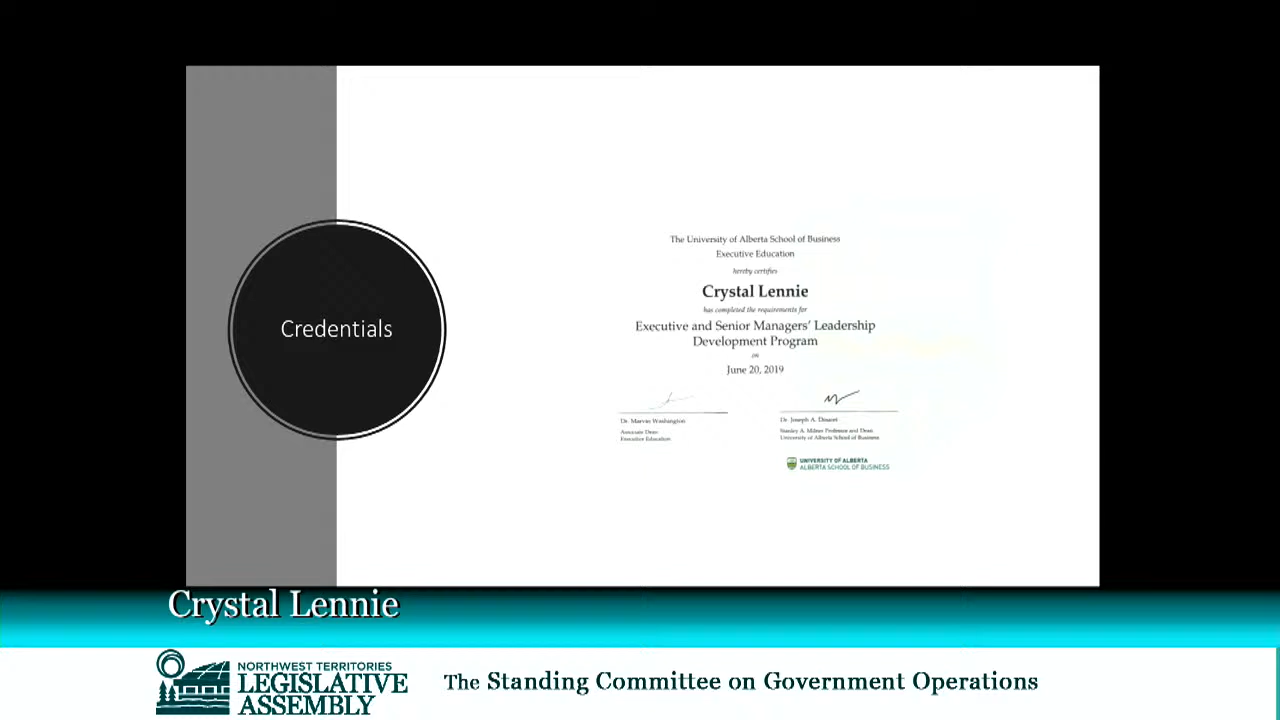 Credentials
The University of Alberta School of Business
Executive Education
hereby certifies
Crystal Lennie
has completed the requirements for
Executive and Senior Managers' Leadership
Development Program
on
June 20, 2019
Dr. Marvin Washington
Associate Dean
Executive Education
Dr. Joseph A. Doucet
Stanley A. Milner Professor and Dean
University of Alberta School of Business
UNIVERSITY OF ALBERTA
ALBERTA SCHOOL OF BUSINESS
Crystal Lennie
NORTHWEST TERRITORIES
LEGISLATIVE
ASSEMBLY
The Standing Committee on Government Operations